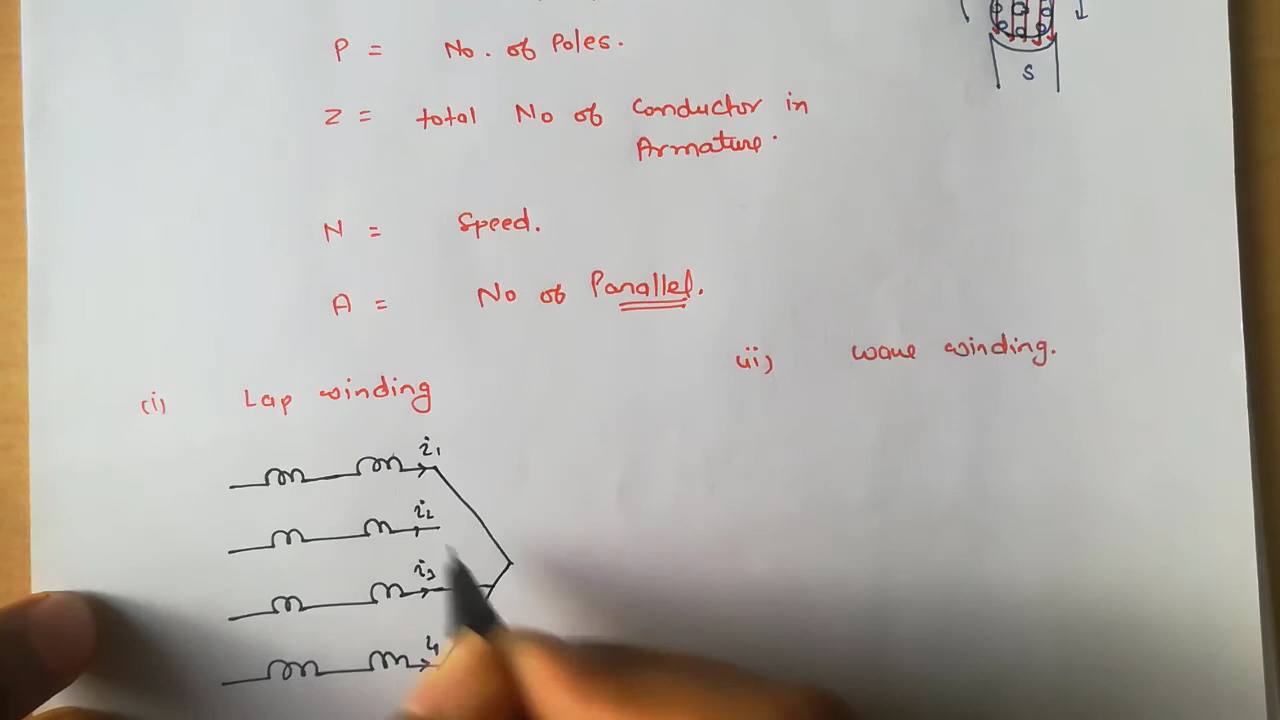 P = No. of Poles.
S
Z = total No of Conductor in
Armature.
N = Speed.
A = No of Parallel.
(i) Lap winding
(ii) wave winding.
i1
i2
i3
i4